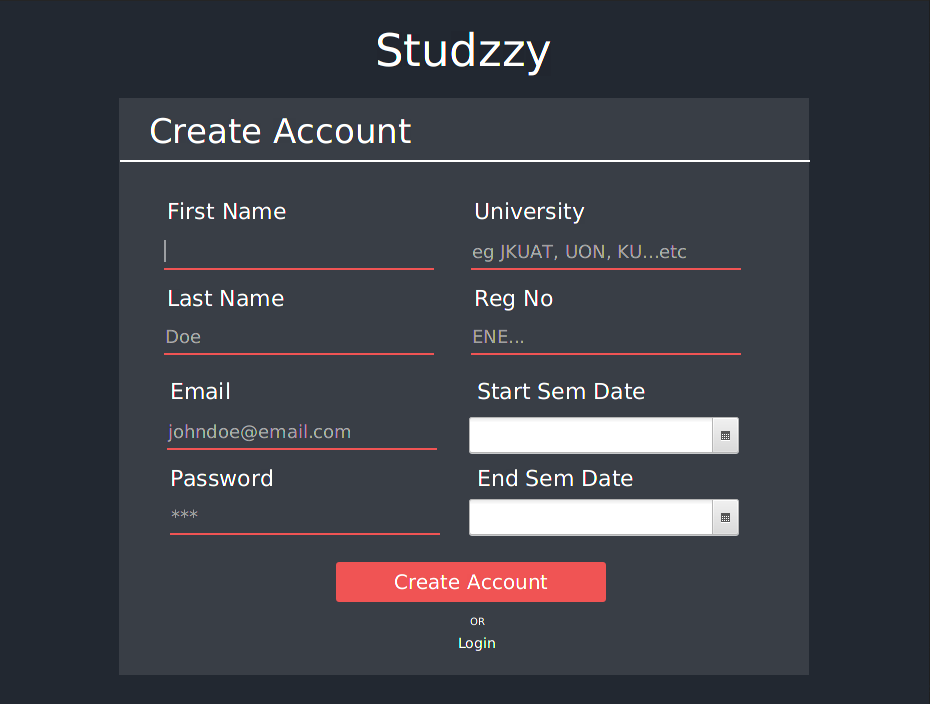 Studzzy
Create Account
First Name
University
eg JKUAT, UON, KU...etc
Last Name
Reg No
Doe
ENE...
Email
Start Sem Date
johndoe@email.com
Password
End Sem Date
***
Create Account
OR
Login